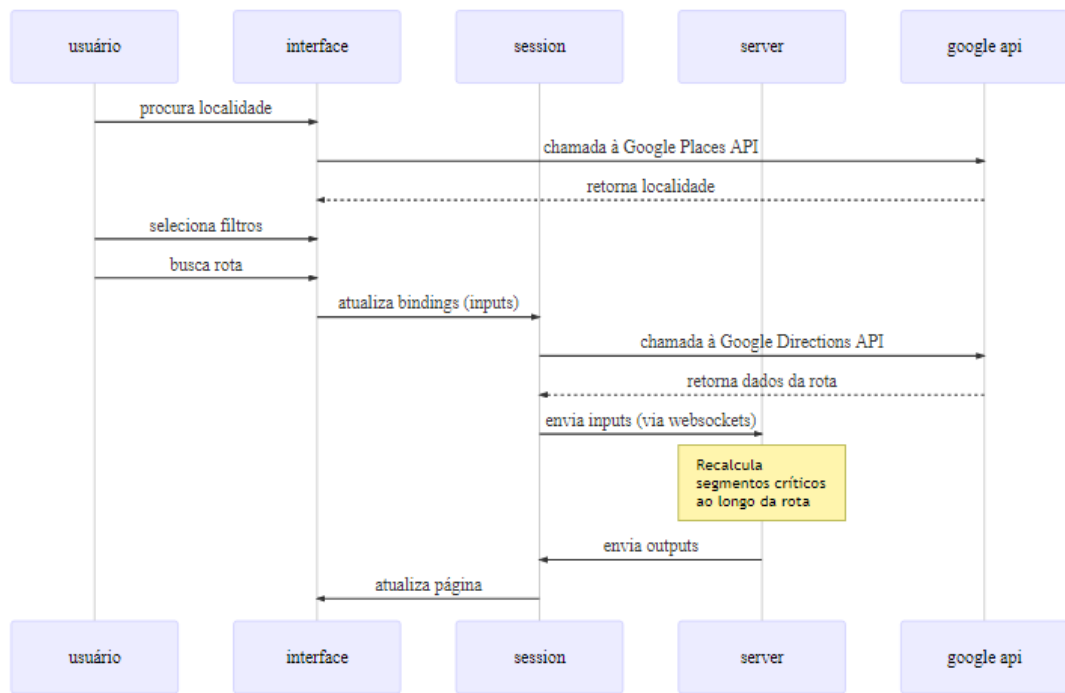 usuário
interface
session
server
google api
procura localidade
chamada à Google Places API
retorna localidade
seleciona filtros
busca rota
atualiza bindings (inputs)
chamada à Google Directions API
retorna dados da rota
envia inputs (via websockets)
Recalcula
segmentos críticos
ao longo da rota
envia outputs
atualiza página
usuário
interface
session
server
google api